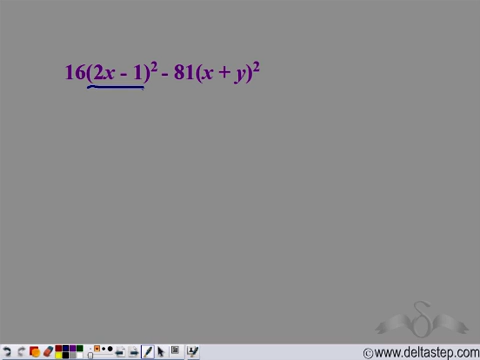 16(2x - 1)² - 81(x + y)²
©www.deltastep.com